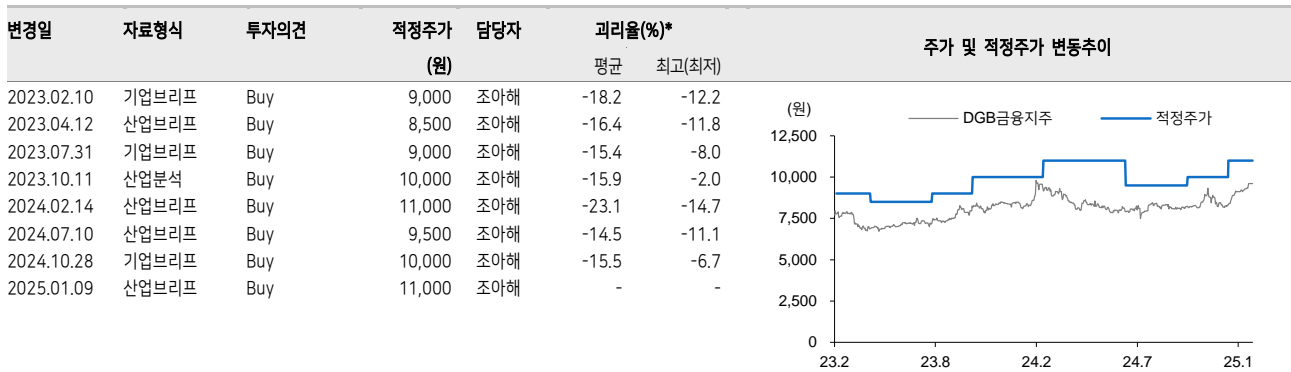 변경일 자료형식 투자의견 적정주가 담당자 괴리율(%)* 주가 및 적정주가 변동추이
(원) 평균 최고(최저)
2023.02.10 기업브리프 Buy 9,000 조아해 -18.2 -12.2
2023.04.12 산업브리프 Buy 8,500 조아해 -16.4 -11.8
2023.07.31 기업브리프 Buy 9,000 조아해 -15.4 -8.0
2023.10.11 산업분석 Buy 10,000 조아해 -15.9 -2.0
2024.02.14 산업브리프 Buy 11,000 조아해 -23.1 -14.7
2024.07.10 산업브리프 Buy 9,500 조아해 -14.5 -11.1
2024.10.28 기업브리프 Buy 10,000 조아해 -15.5 -6.7
2025.01.09 산업브리프 Buy 11,000 조아해 - -
(원) DGB금융지주 적정주가
12,500
10,000
7,500
5,000
2,500
0
23.2 23.8 24.2 24.7 25.1